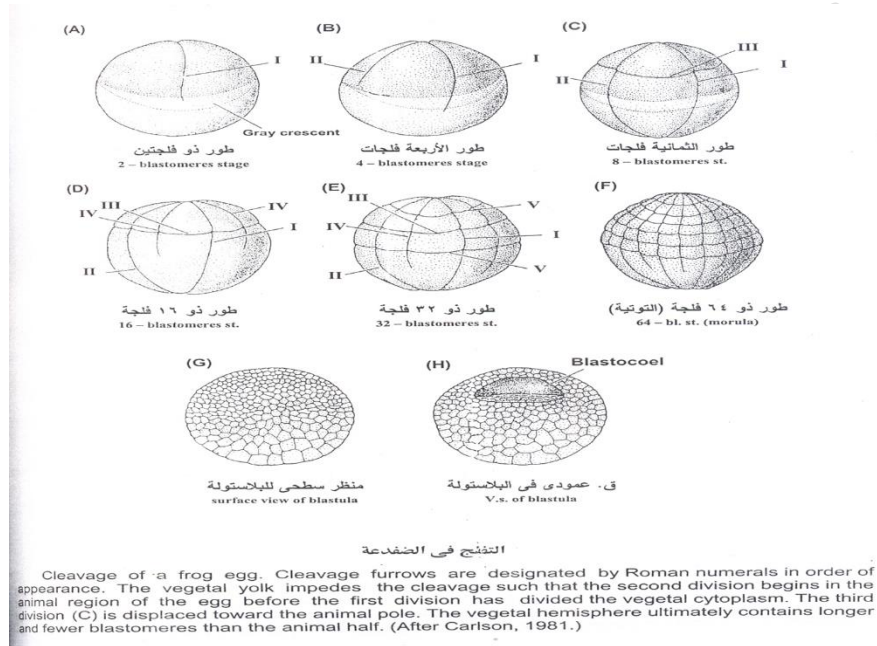 (A)
(B)
(C)
I
II
I
III
II
I
Gray crescent
طور ذو فلجتين
2 – blastomeres stage
طور الأربعة فلجات
4 – blastomeres stage
طور الثمانية فلجات
8 – blastomeres st.
(D)
(E)
(F)
III
IV
IV
I
II
III
IV
II
V
I
V
طور ذو ١٦ فلجة
16 – blastomeres st.
طور ذو ٣٢ فلجة
32 – blastomeres st.
طور ذو ٦٤ فلجة (التوتية)
64 – bl. st. (morula)
(G)
(H)
Blastocoel
منظر سطحى للبلاستولة
surface view of blastula
ق. عمودى فى البلاستولة
V.s. of blastula
التفلج فى الضفدعة
Cleavage of a frog egg. Cleavage furrows are designated by Roman numerals in order of
appearance. The vegetal yolk impedes the cleavage such that the second division begins in the
animal region of the egg before the first division has divided the vegetal cytoplasm. The third
division (C) is displaced toward the animal pole. The vegetal hemisphere ultimately contains longer
and fewer blastomeres than the animal half. (After Carlson, 1981.)